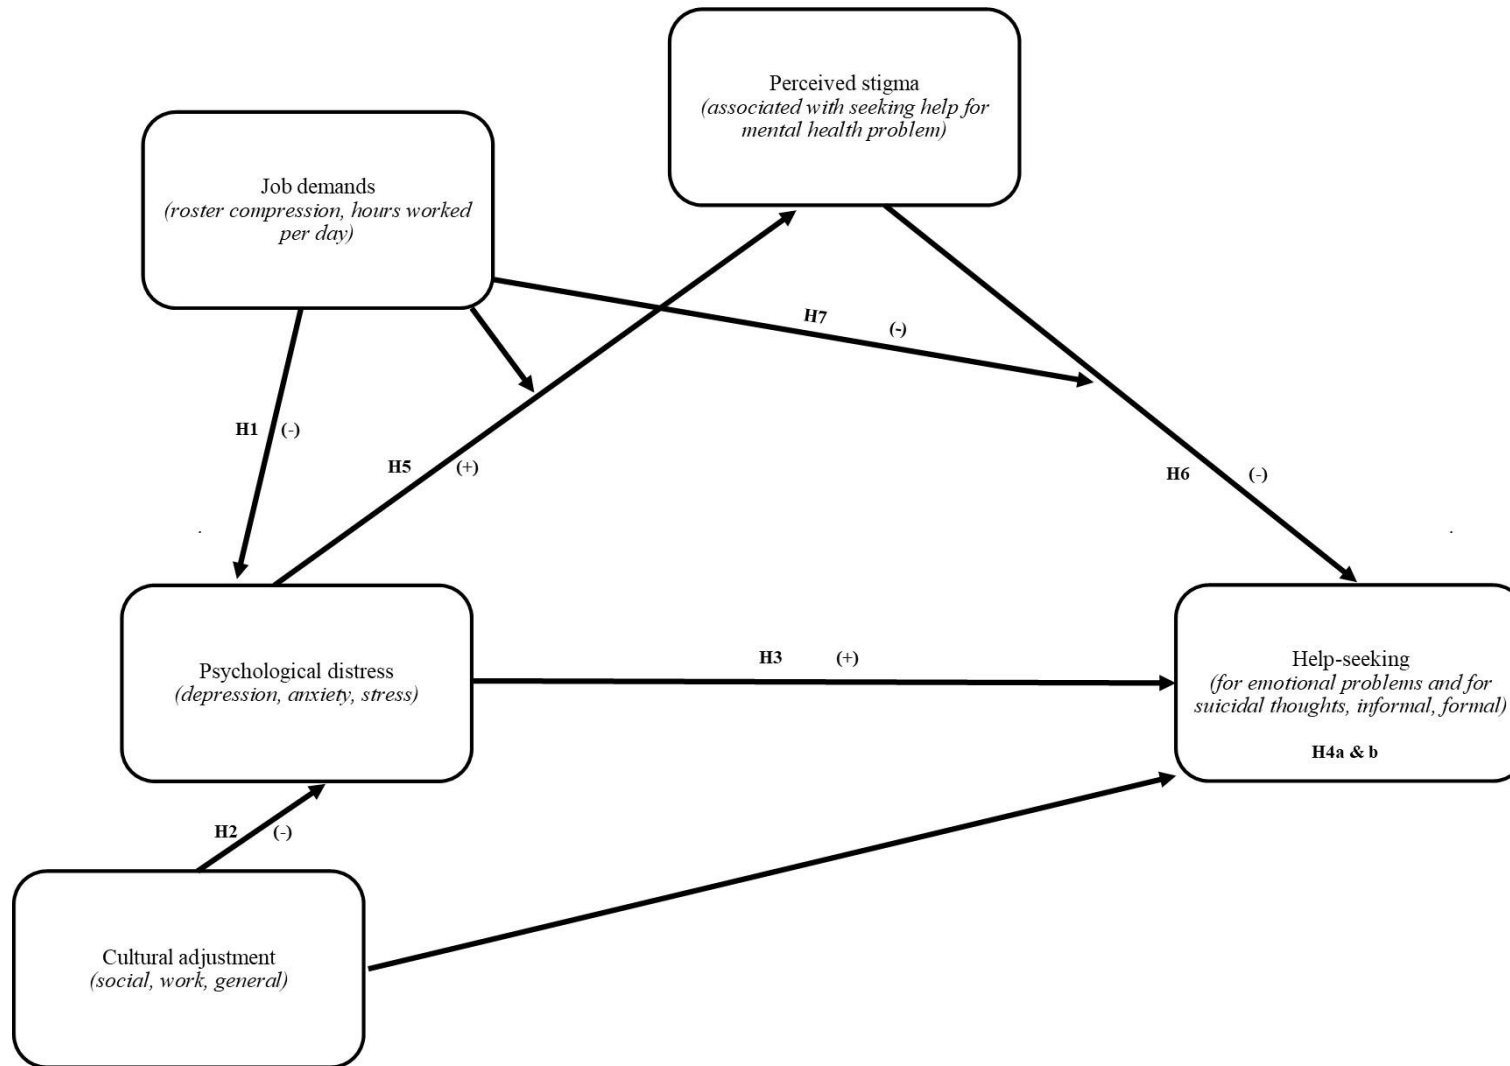 Perceived stigma
(associated with seeking help for
mental health problem)
Job demands
(roster compression, hours worked
per day)
H7 (-)
H1 (-)
H5 (+)
H6 (-)
Psychological distress
(depression, anxiety, stress)
H3 (+)
Help-seeking
(for emotional problems and for
suicidal thoughts, informal, formal)
H4a & b
H2 (-)
Cultural adjustment
(social, work, general)